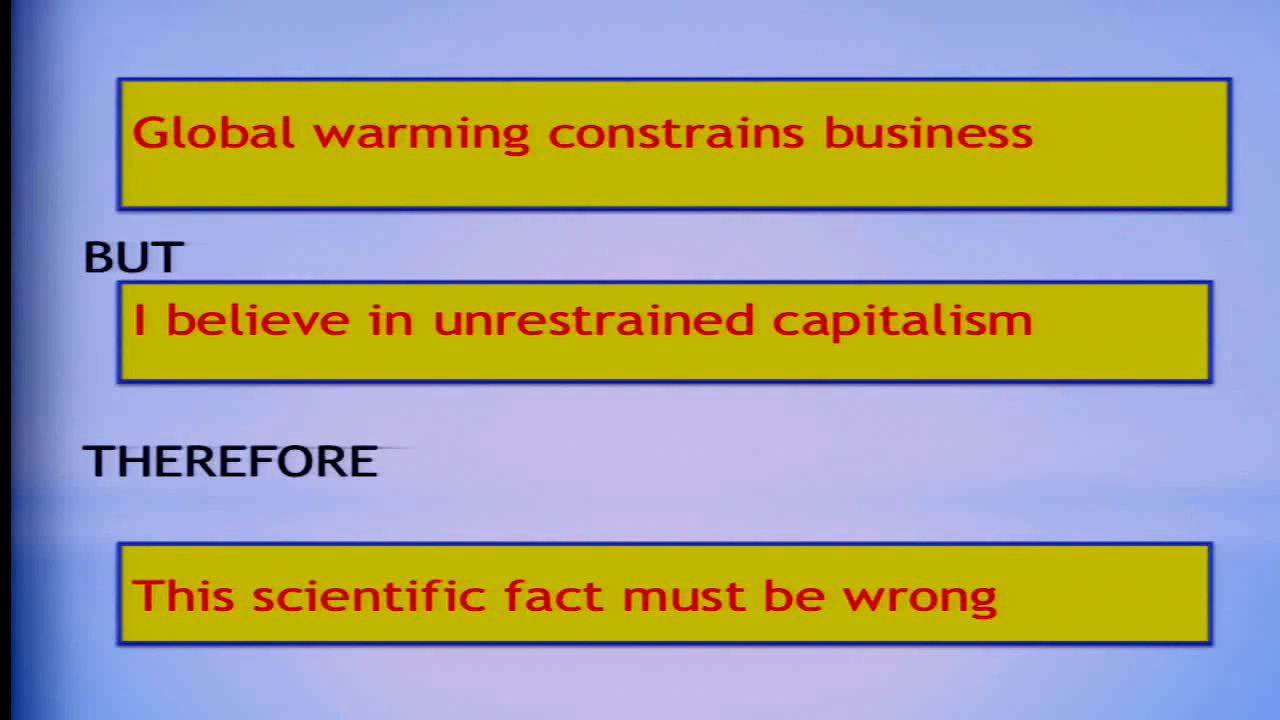 Global warming constrains business
BUT
I believe in unrestrained capitalism
THEREFORE
This scientific fact must be wrong